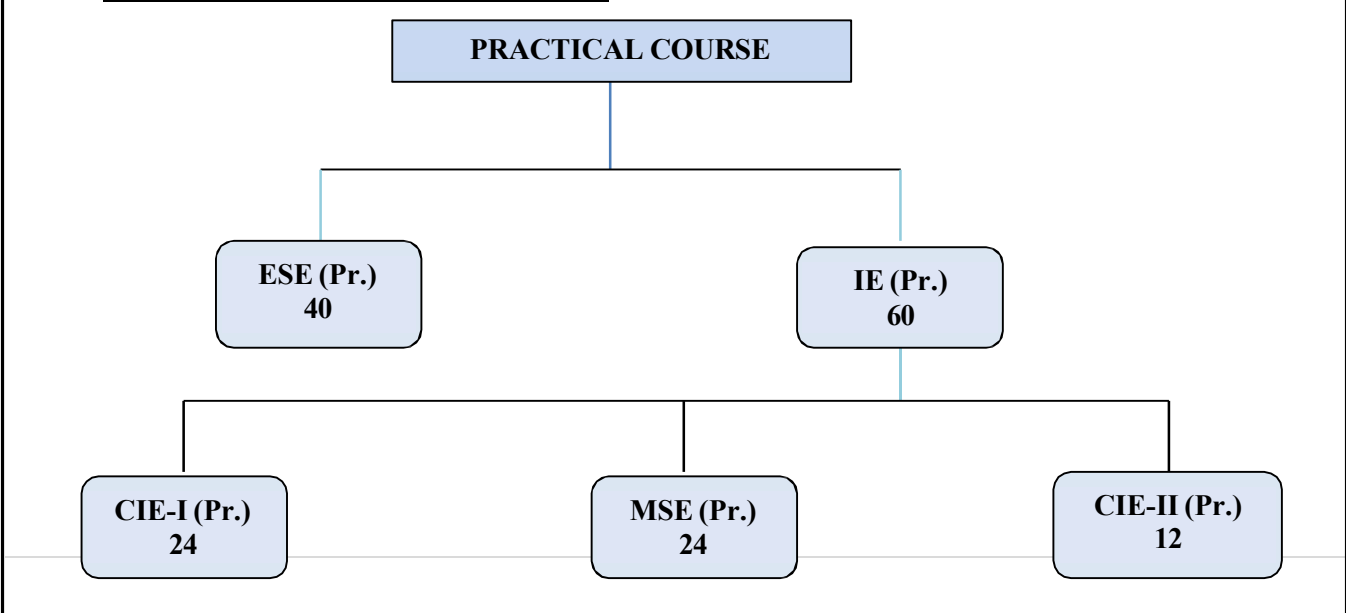 PRACTICAL COURSE
ESE (Pr.)
40
IE (Pr.)
60
CIE-I (Pr.)
24
MSE (Pr.)
24
CIE-II (Pr.)
12